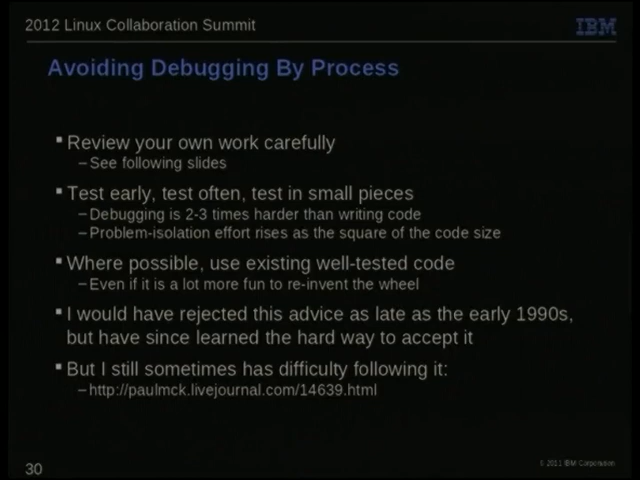 2012 Linux Collaboration Summit
IBM
Avoiding Debugging By Process
▪ Review your own work carefully
– See following slides
▪ Test early, test often, test in small pieces
– Debugging is 2-3 times harder than writing code
– Problem-isolation effort rises as the square of the code size
▪ Where possible, use existing well-tested code
– Even if it is a lot more fun to re-invent the wheel
▪ I would have rejected this advice as late as the early 1990s,
but have since learned the hard way to accept it
▪ But I still sometimes has difficulty following it:
– http://paulmck.livejournal.com/14639.html
30
© 2011 IBM Corporation